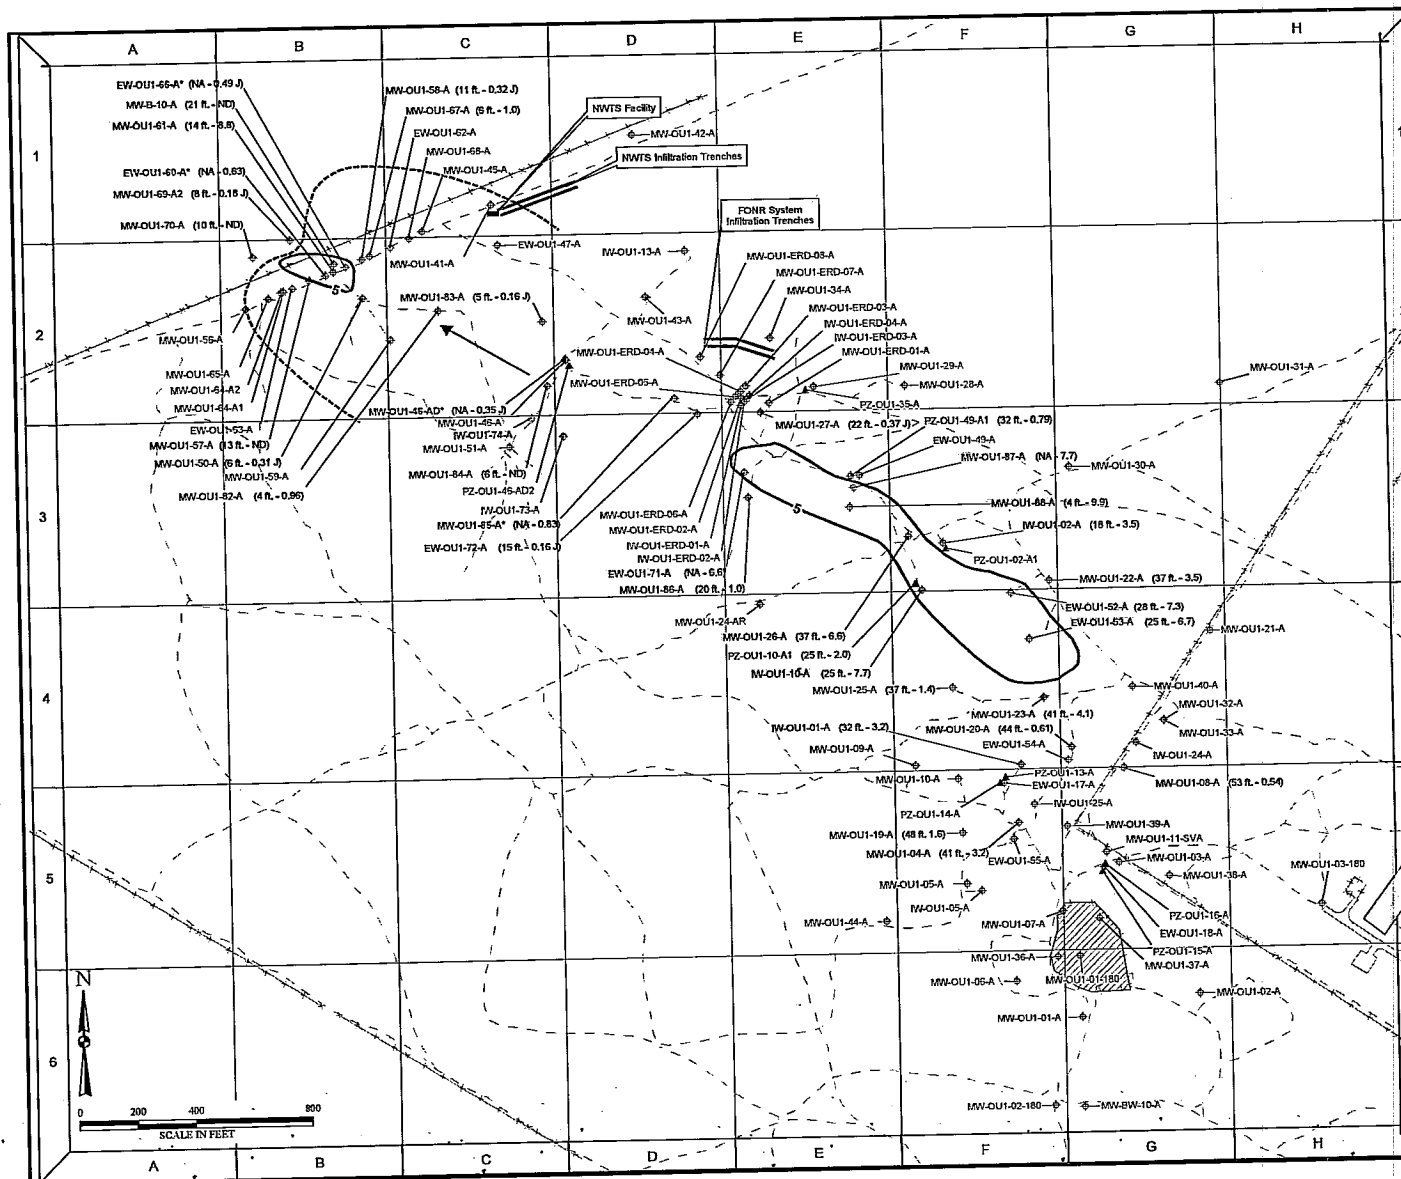 A B C D E F G H
EW-OU1-66-A* (NA - 0.49 J)
MW-B-10-A (21 ft. - ND)
MW-OU1-61-A (14 ft. - 8.8)
EW-OU1-60-A* (NA - 0.63)
MW-OU1-69-A2 (8 ft. - 0.18 J)
MW-OU1-70-A (10 ft. - ND)
MW-OU1-58-A (11 ft. - 0.32 J)
MW-OU1-67-A (6 ft. - 1.0)
EW-OU1-62-A
MW-OU1-68-A
MW-OU1-45-A
NWTS Facility
MW-OU1-42-A
NWTS Infiltration Trenches
FONR System
Infiltration Trenches
1
EW-OU1-47-A
MW-OU1-41-A
IW-OU1-13-A
MW-OU1-ERD-08-A
MW-OU1-ERD-07-A
MW-OU1-34-A
MW-OU1-83-A (5 ft. - 0.16 J)
MW-OU1-43-A
MW-OU1-ERD-03-A
IW-OU1-ERD-04-A
IW-OU1-ERD-03-A
MW-OU1-ERD-01-A
MW-OU1-ERD-04-A
MW-OU1-ERD-05-A
MW-OU1-29-A
MW-OU1-28-A
PZ-OU1-35-A
MW-OU1-31-A
5
2
MW-OU1-56-A
MW-OU1-65-A
MW-OU1-64-A2
MW-OU1-64-A1
EW-OU1-63-A
MW-OU1-57-A (13 ft. - ND)
MW-OU1-50-A (6 ft. - 0.31 J)
MW-OU1-59-A
MW-OU1-82-A (4 ft. - 0.96)
MW-OU1-46-AD* (NA - 0.35 J)
MW-OU1-46-A
IW-OU1-74-A
MW-OU1-51-A
MW-OU1-84-A (6 ft. - ND)
PZ-OU1-46-AD2
IW-OU1-73-A
MW-OU1-85-A* (NA - 0.83)
EW-OU1-72-A (15 ft. - 0.16 J)
MW-OU1-27-A (22 ft. - 0.37 J)
PZ-OU1-49-A1 (32 ft. - 0.79)
EW-OU1-49-A
MW-OU1-87-A (NA - 7.7)
MW-OU1-30-A
MW-OU1-88-A (4 ft. - 9.9)
IW-OU1-02-A (18 ft. - 3.5)
PZ-OU1-02-A1
5
3
MW-OU1-ERD-06-A
MW-OU1-ERD-02-A
IW-OU1-ERD-01-A
IW-OU1-ERD-02-A
EW-OU1-71-A (NA - 6.6)
MW-OU1-86-A (20 ft. - 1.0)
MW-OU1-22-A (37 ft. - 3.5)
EW-OU1-52-A (28 ft. - 7.3)
EW-OU1-53-A (25 ft. - 6.7)
MW-OU1-21-A
MW-OU1-24-AR
MW-OU1-26-A (37 ft. - 6.6)
PZ-OU1-10-A1 (25 ft. - 2.0)
IW-OU1-10-A (25 ft. - 7.7)
MW-OU1-25-A (37 ft. - 1.4)
MW-OU1-40-A
MW-OU1-32-A
MW-OU1-33-A
IW-OU1-24-A
4
MW-OU1-23-A (41 ft. - 4.1)
IW-OU1-01-A (32 ft. - 3.2)
MW-OU1-20-A (44 ft. - 0.61)
EW-OU1-54-A
MW-OU1-09-A
MW-OU1-10-A
PZ-OU1-13-A
EW-OU1-17-A
MW-OU1-08-A (53 ft. - 0.54)
IW-OU1-25-A
PZ-OU1-14-A
MW-OU1-19-A (48 ft. 1.6)
MW-OU1-04-A (41 ft. - 3.2)
EW-OU1-55-A
MW-OU1-39-A
MW-OU1-11-SVA
MW-OU1-03-A
MW-OU1-38-A
MW-OU1-03-180
5
MW-OU1-05-A
IW-OU1-05-A
MW-OU1-44-A
MW-OU1-07-A
PZ-OU1-16-A
EW-OU1-18-A
PZ-OU1-15-A
MW-OU1-37-A
MW-OU1-36-A
MW-OU1-01-180
MW-OU1-06-A
MW-OU1-02-A
MW-OU1-01-A
N
6
MW-OU1-02-180
MW-BW-10-A
0 200 400 800
SCALE IN FEET
A B C D E F G H